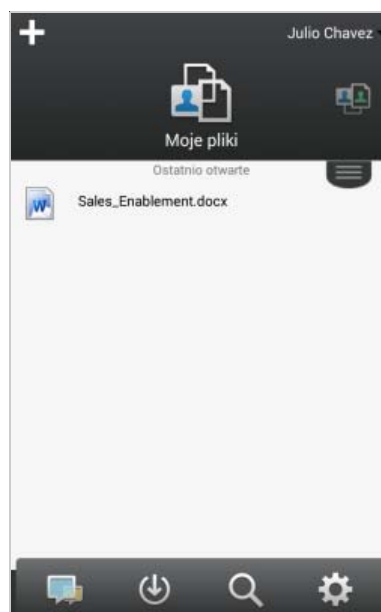 Julio Chavez
Moje pliki
Ostatnio otwarte
Sales_Enablement.docx